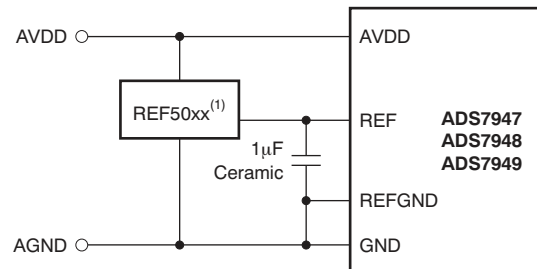 AVDD
AVDD
REF50xx(1)
REF
ADS7947
ADS7948
ADS7949
1μF
Ceramic
REFGND
AGND
GND